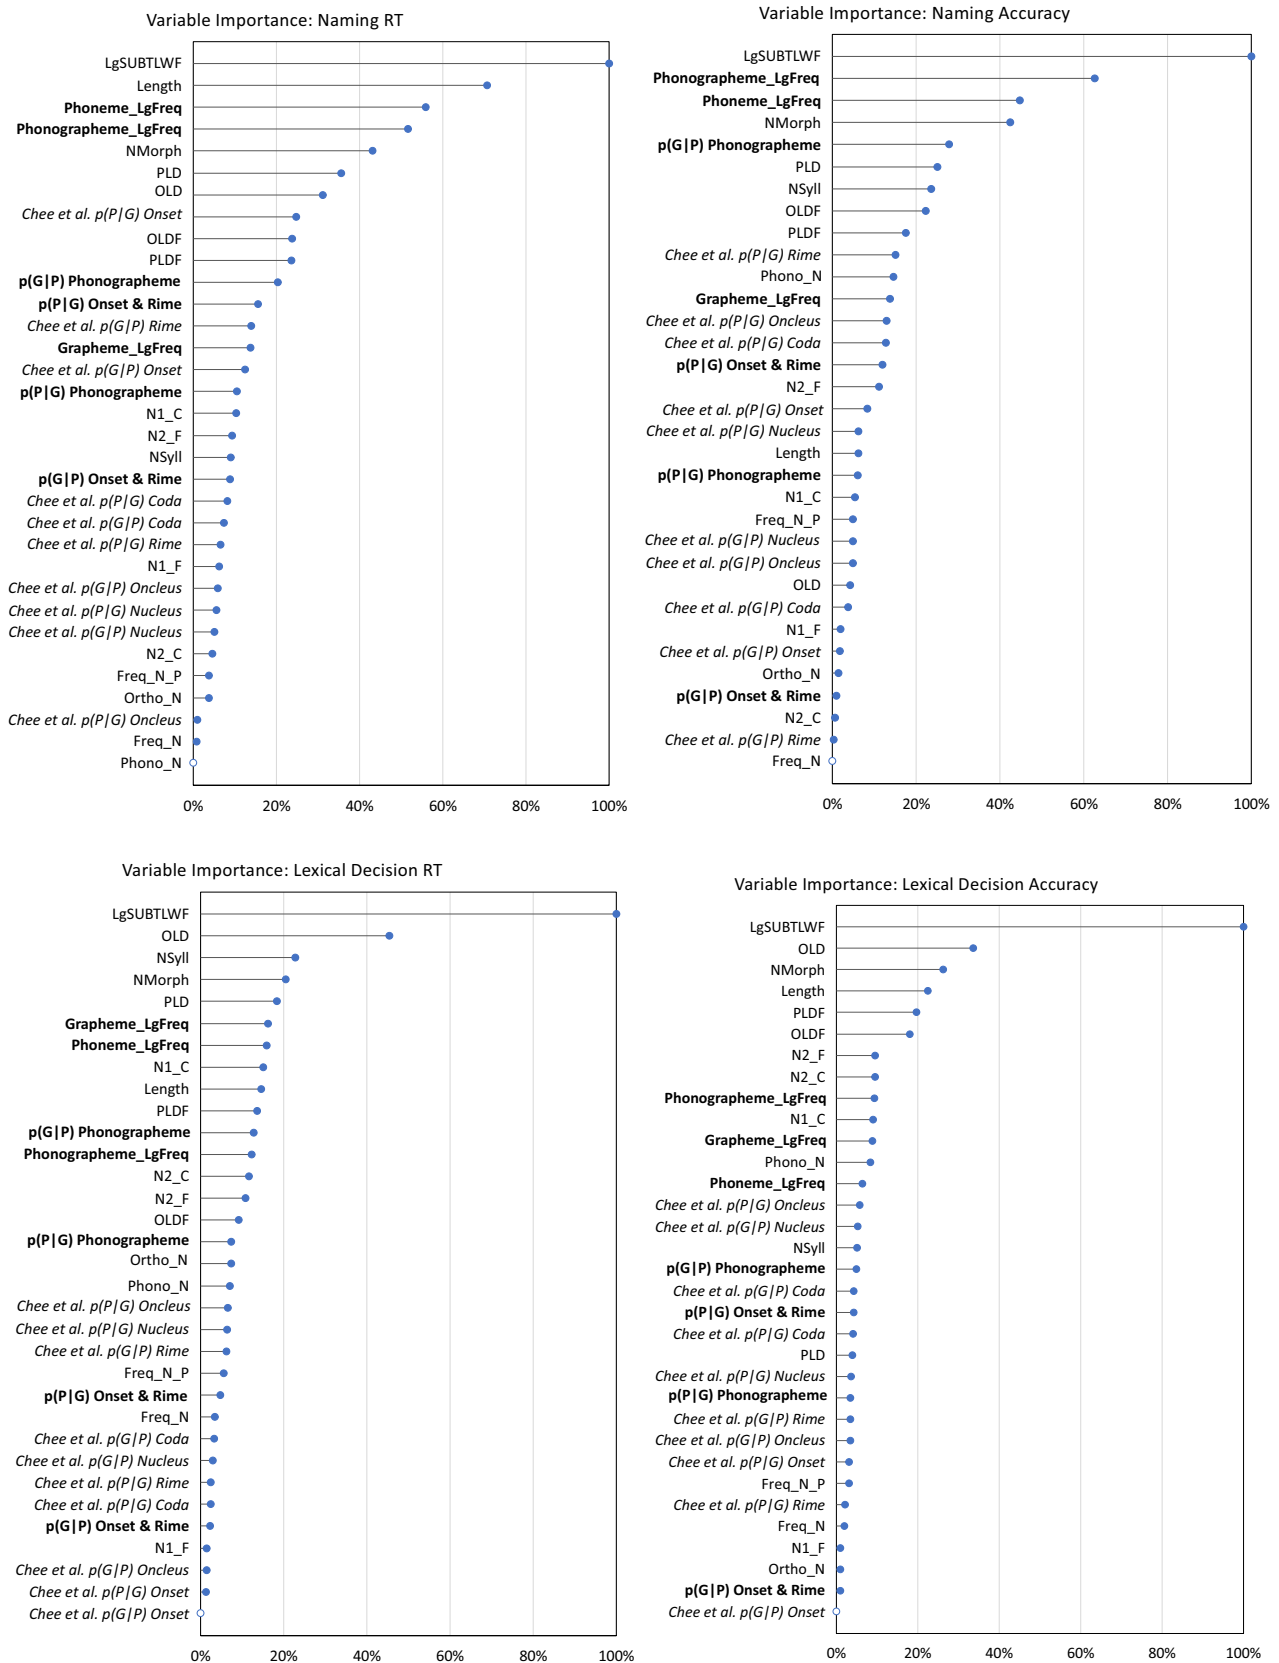 Variable Importance: Naming RT
LgSUBTLWF
Length
Phoneme_LgFreq
Phonographeme_LgFreq
NMorph
PLD
OLD
Chee et al. p(P|G) Onset
OLDF
PLDF
p(G|P) Phonographeme
p(P|G) Onset & Rime
Chee et al. p(G|P) Rime
Grapheme_LgFreq
Chee et al. p(G|P) Onset
p(P|G) Phonographeme
N1_C
N2_F
NSyll
p(G|P) Onset & Rime
Chee et al. p(P|G) Coda
Chee et al. p(G|P) Coda
Chee et al. p(P|G) Rime
N1_F
Chee et al. p(G|P) Oncleus
Chee et al. p(P|G) Nucleus
Chee et al. p(G|P) Nucleus
N2_C
Freq_N_P
Ortho_N
Chee et al. p(P|G) Oncleus
Freq_N
Phono_N
0% 20% 40% 60% 80% 100%
Variable Importance: Naming Accuracy
LgSUBTLWF
Phonographeme_LgFreq
Phoneme_LgFreq
NMorph
p(G|P) Phonographeme
PLD
NSyll
OLDF
PLDF
Chee et al. p(P|G) Rime
Phono_N
Grapheme_LgFreq
Chee et al. p(P|G) Oncleus
Chee et al. p(P|G) Coda
p(P|G) Onset & Rime
N2_F
Chee et al. p(P|G) Onset
Chee et al. p(P|G) Nucleus
Length
p(P|G) Phonographeme
N1_C
Freq_N_P
Chee et al. p(G|P) Nucleus
Chee et al. p(G|P) Oncleus
OLD
Chee et al. p(G|P) Coda
N1_F
Chee et al. p(G|P) Onset
Ortho_N
p(G|P) Onset & Rime
N2_C
Chee et al. p(G|P) Rime
Freq_N
0% 20% 40% 60% 80% 100%
Variable Importance: Lexical Decision RT
LgSUBTLWF
OLD
NSyll
NMorph
PLD
Grapheme_LgFreq
Phoneme_LgFreq
N1_C
Length
PLDF
p(G|P) Phonographeme
Phonographeme_LgFreq
N2_C
N2_F
OLDF
p(P|G) Phonographeme
Ortho_N
Phono_N
Chee et al. p(P|G) Oncleus
Chee et al. p(P|G) Nucleus
Chee et al. p(G|P) Rime
Freq_N_P
p(P|G) Onset & Rime
Freq_N
Chee et al. p(G|P) Coda
Chee et al. p(G|P) Nucleus
Chee et al. p(P|G) Rime
Chee et al. p(P|G) Coda
p(G|P) Onset & Rime
N1_F
Chee et al. p(G|P) Oncleus
Chee et al. p(P|G) Onset
Chee et al. p(G|P) Onset
0% 20% 40% 60% 80% 100%
Variable Importance: Lexical Decision Accuracy
LgSUBTLWF
OLD
NMorph
Length
PLDF
OLDF
N2_F
N2_C
Phonographeme_LgFreq
N1_C
Grapheme_LgFreq
Phono_N
Phoneme_LgFreq
Chee et al. p(P|G) Oncleus
Chee et al. p(G|P) Nucleus
NSyll
p(G|P) Phonographeme
Chee et al. p(G|P) Coda
p(P|G) Onset & Rime
Chee et al. p(P|G) Coda
PLD
Chee et al. p(P|G) Nucleus
p(P|G) Phonographeme
Chee et al. p(G|P) Rime
Chee et al. p(G|P) Oncleus
Chee et al. p(P|G) Onset
Freq_N_P
Chee et al. p(P|G) Rime
Freq_N
N1_F
Ortho_N
p(G|P) Onset & Rime
Chee et al. p(G|P) Onset
0% 20% 40% 60% 80% 100%